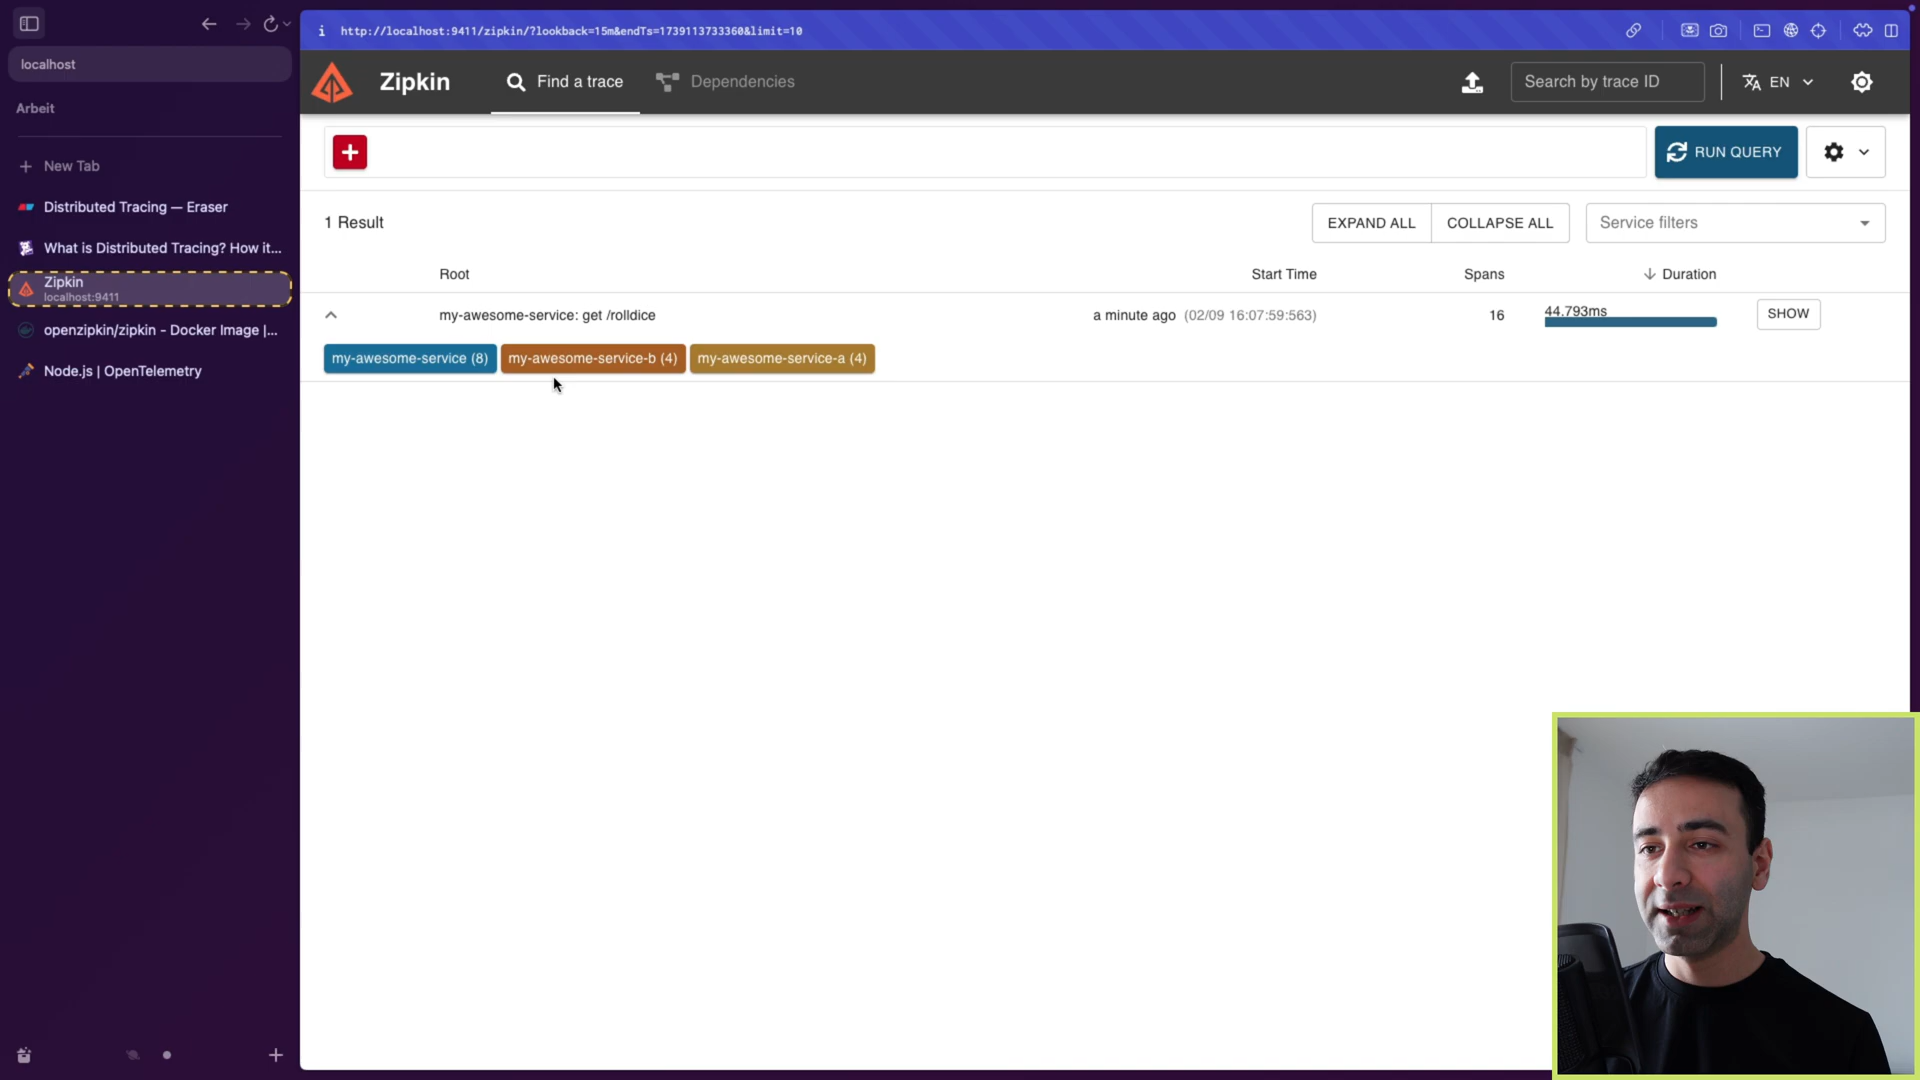 http://localhost:9411/zipkin/?lookback=15m&endTs=1739113733360&limit=10
localhost
Arbeit
New Tab
Distributed Tracing — Eraser
What is Distributed Tracing? How it...
Zipkin
localhost:9411
openzipkin/zipkin - Docker Image |...
Node.js | OpenTelemetry
Zipkin
Find a trace
Dependencies
Search by trace ID
EN
RUN QUERY
1 Result
EXPAND ALL
COLLAPSE ALL
Service filters
Root
Start Time
Spans
Duration
my-awesome-service: get /rolldice
a minute ago (02/09 16:07:59:563)
16
44.793ms
SHOW
my-awesome-service (8)
my-awesome-service-b (4)
my-awesome-service-a (4)